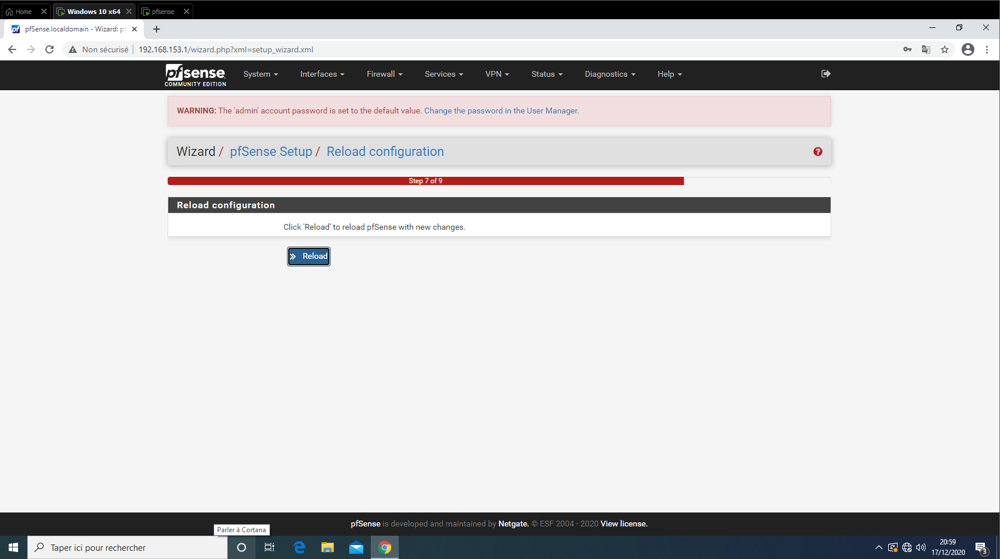 Home
Windows 10 x64
pfsense
pfSense.localdomain - Wizard: pf
Non sécurisé
192.168.153.1/wizard.php?xml=setup_wizard.xml
pfsense
COMMUNITY EDITION
System
Interfaces
Firewall
Services
VPN
Status
Diagnostics
Help
WARNING: The 'admin' account password is set to the default value. Change the password in the User Manager.
Wizard / pfSense Setup / Reload configuration
Step 7 of 9
Reload configuration
Click 'Reload' to reload pfSense with new changes.
Reload
pfSense is developed and maintained by Netgate. © ESF 2004 - 2020 View license.
Parler à Cortana
Taper ici pour rechercher
20:59
17/12/2020
3